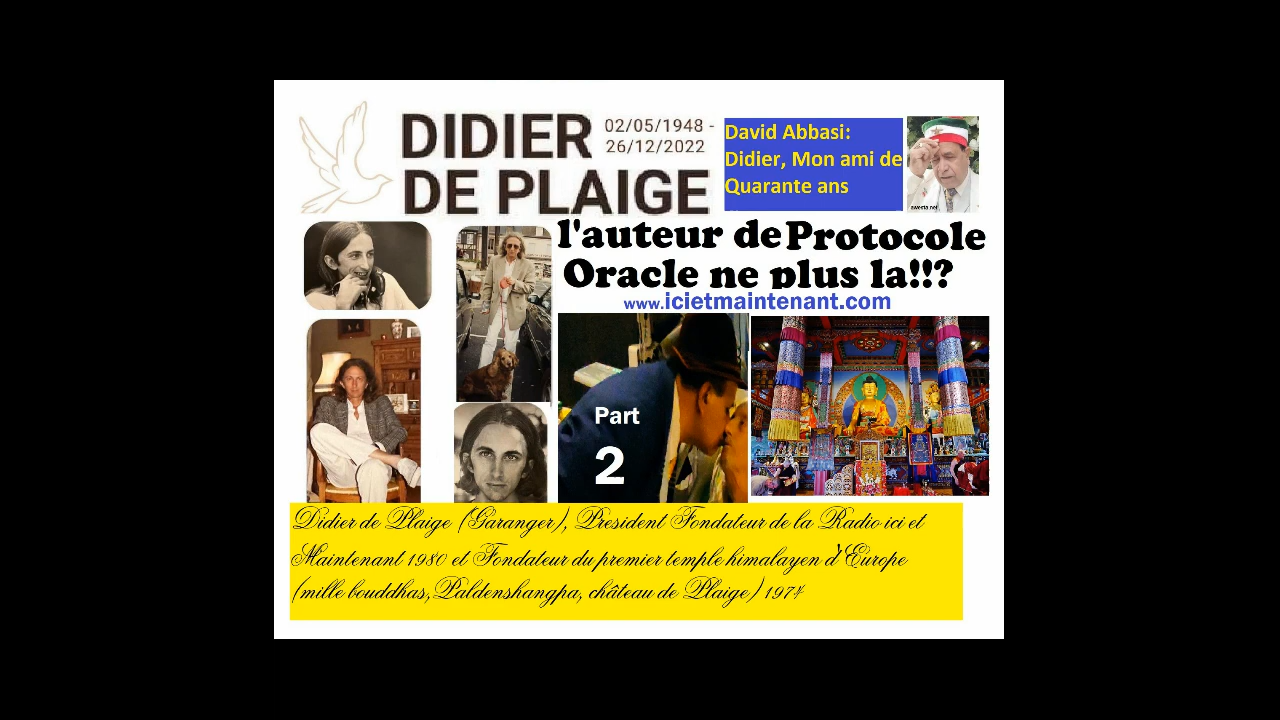 DIDIER
DE PLAIGE
02/05/1948 -
26/12/2022
David Abbasi:
Didier, Mon ami de
Quarante ans
awesta.net
l'auteur de Protocole
Oracle ne plus la!!?
www.icietmaintenant.com
Part
2
Didier de Plaige (Garanger), President Fondateur de la Radio ici et
Maintenant 1980 et Fondateur du premier temple himalayen d'Europe
(mille bouddhas, Paldenshangpa, château de Plaige) 1974